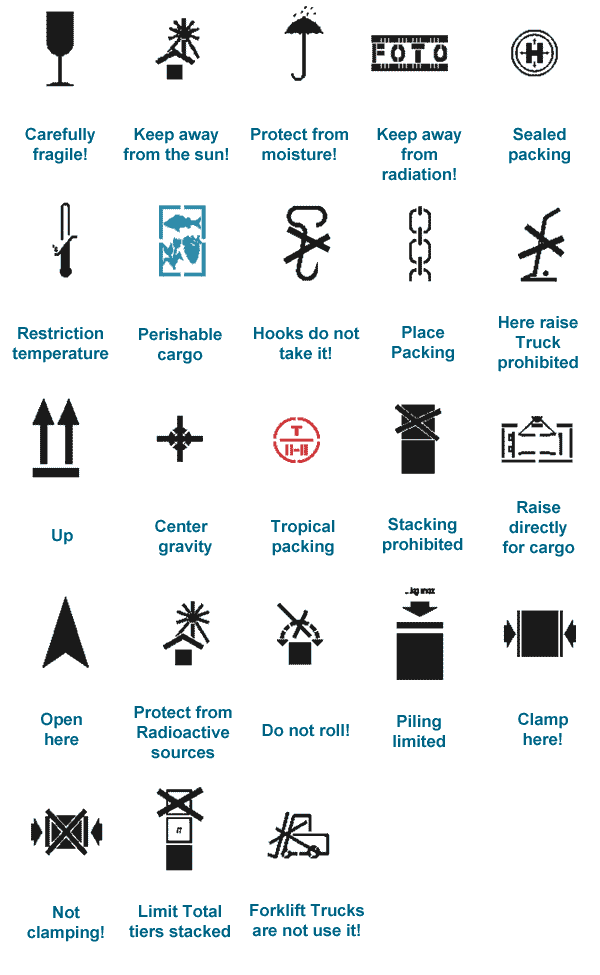 FOTO
H
Carefully
fragile!
Keep away
from the sun!
Protect from
moisture!
Keep away
from
radiation!
Sealed
packing
Restriction
temperature
Perishable
cargo
Hooks do not
take it!
Place
Packing
Here raise
Truck
prohibited
T
Up
Center
gravity
Tropical
packing
Stacking
prohibited
Raise
directly
for cargo
...kg max
Open
here
Protect from
Radioactive
sources
Do not roll!
Piling
limited
Clamp
here!
n
Not
clamping!
Limit Total
tiers stacked
Forklift Trucks
are not use it!